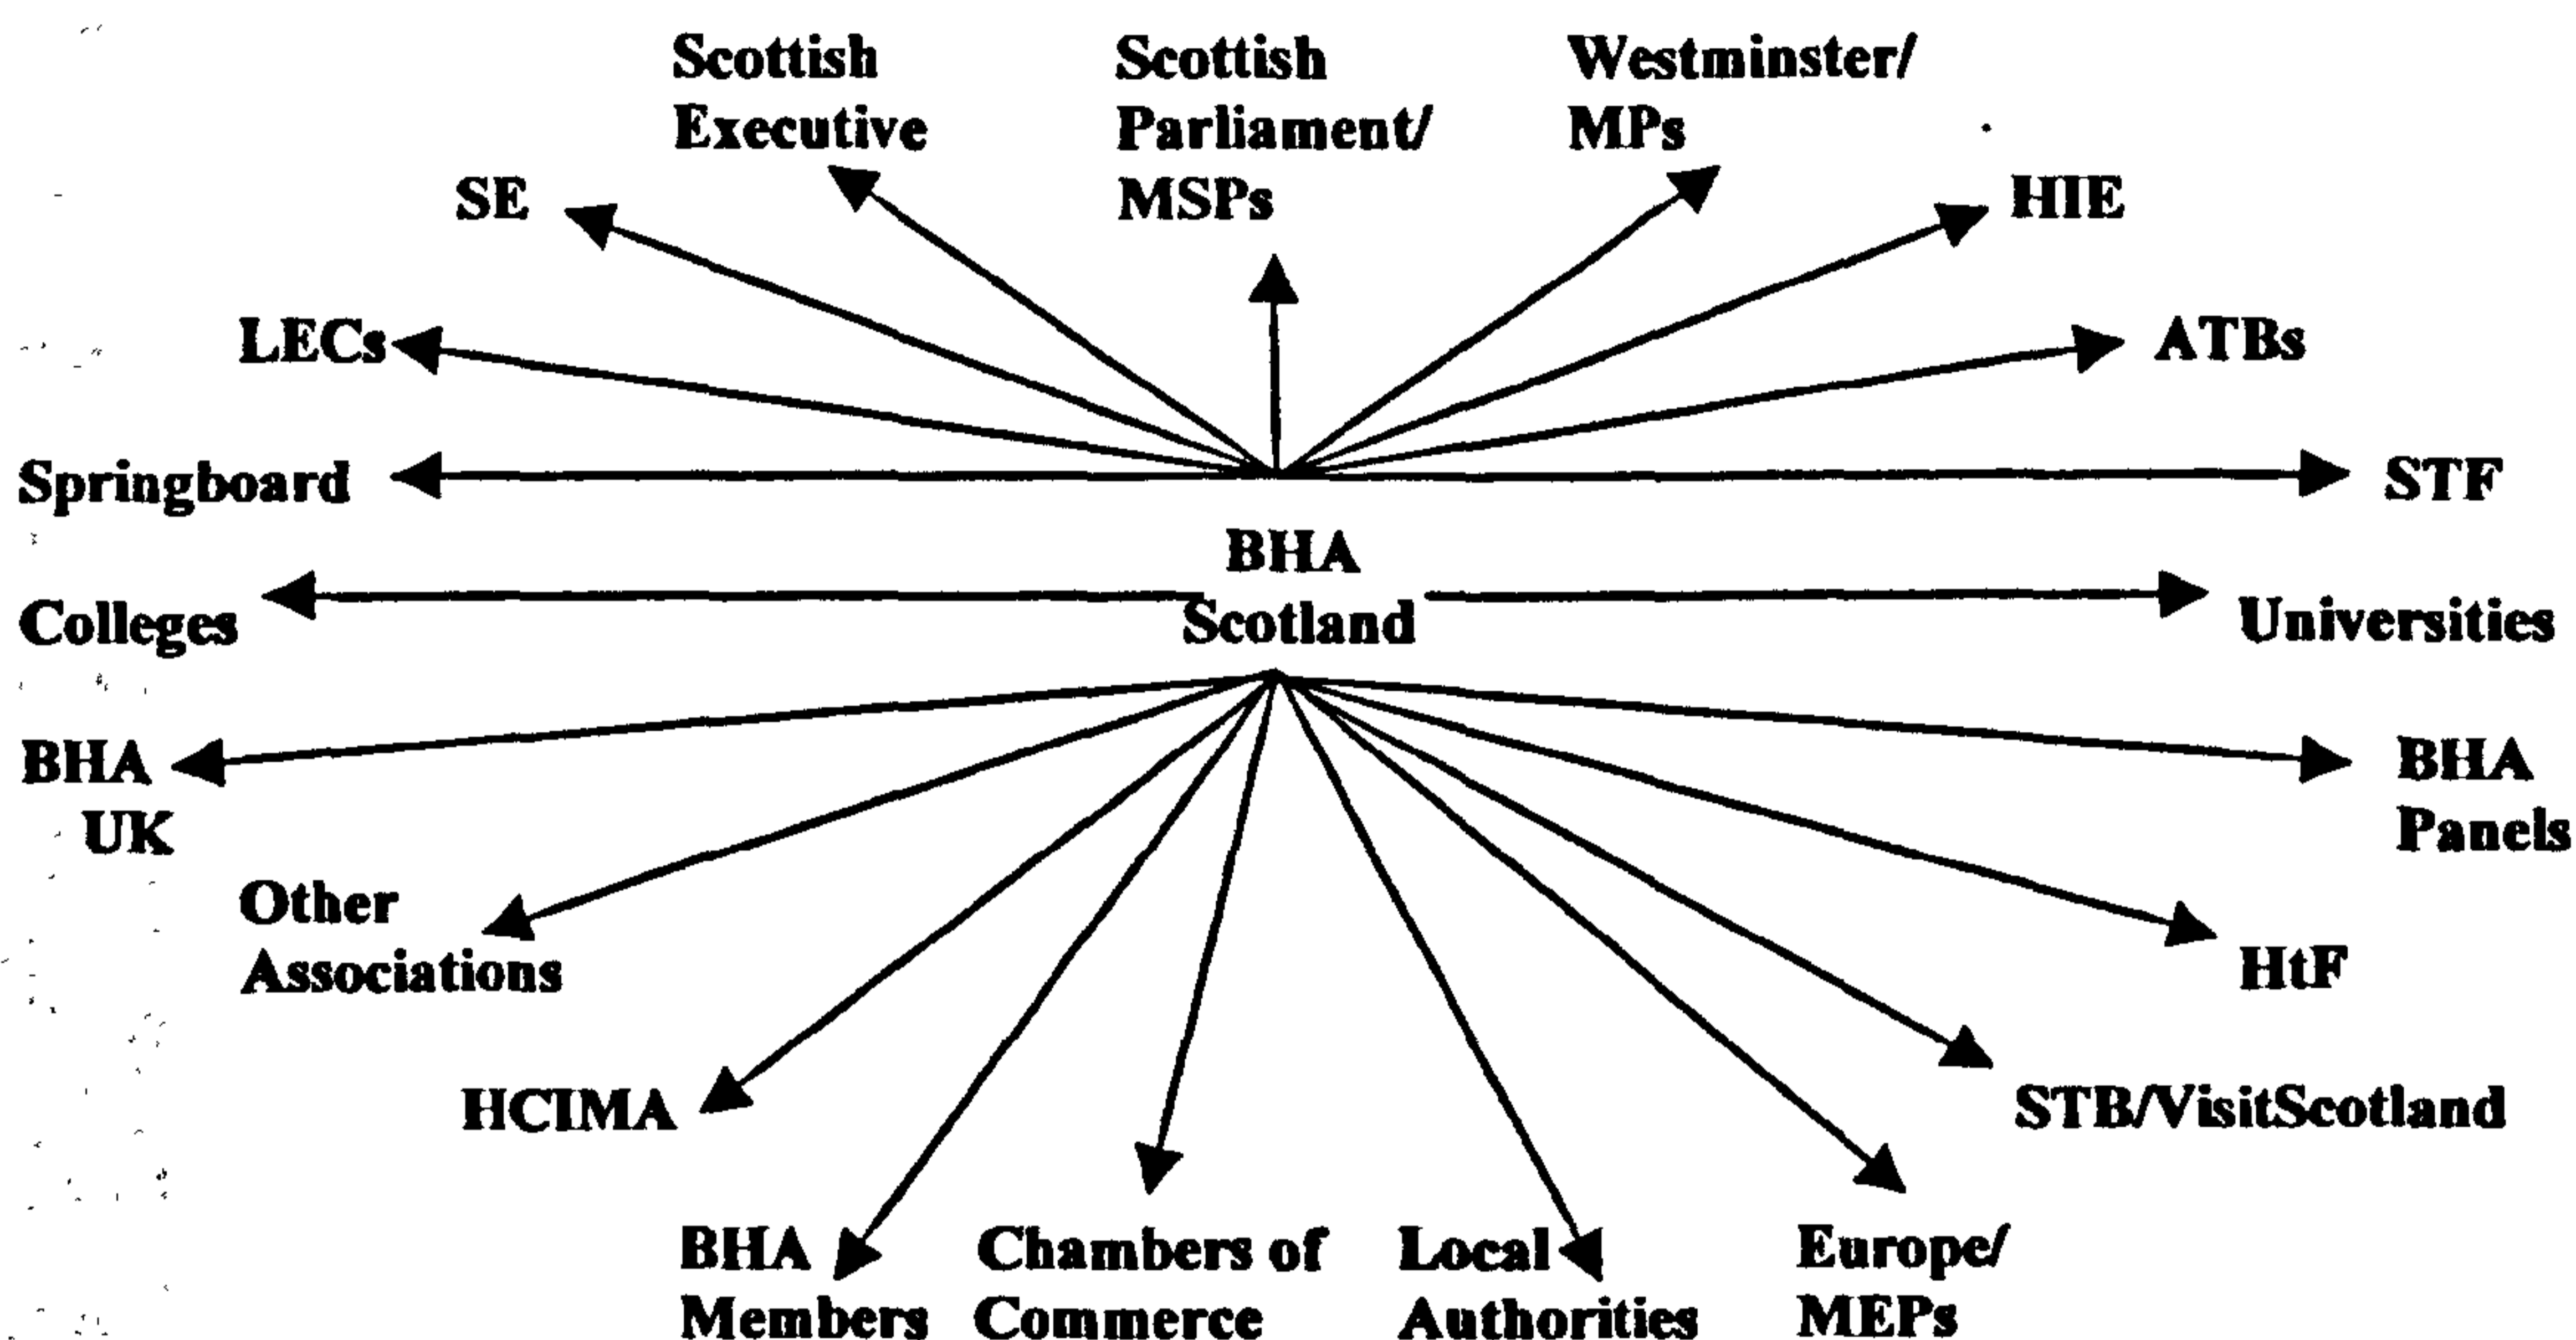 Scottish
Executive
Scottish
Parliament/
MSPs
Westminster/
MPs
SE
HIE
LECs
ATBs
Springboard
STF
BHA
Scotland
Colleges
Universities
BHA
UK
BHA
Panels
Other
Associations
HtF
HCIMA
STB/VisitScotland
BHA
Members
Chambers of
Commerce
Local
Authorities
Europe/
MEPs